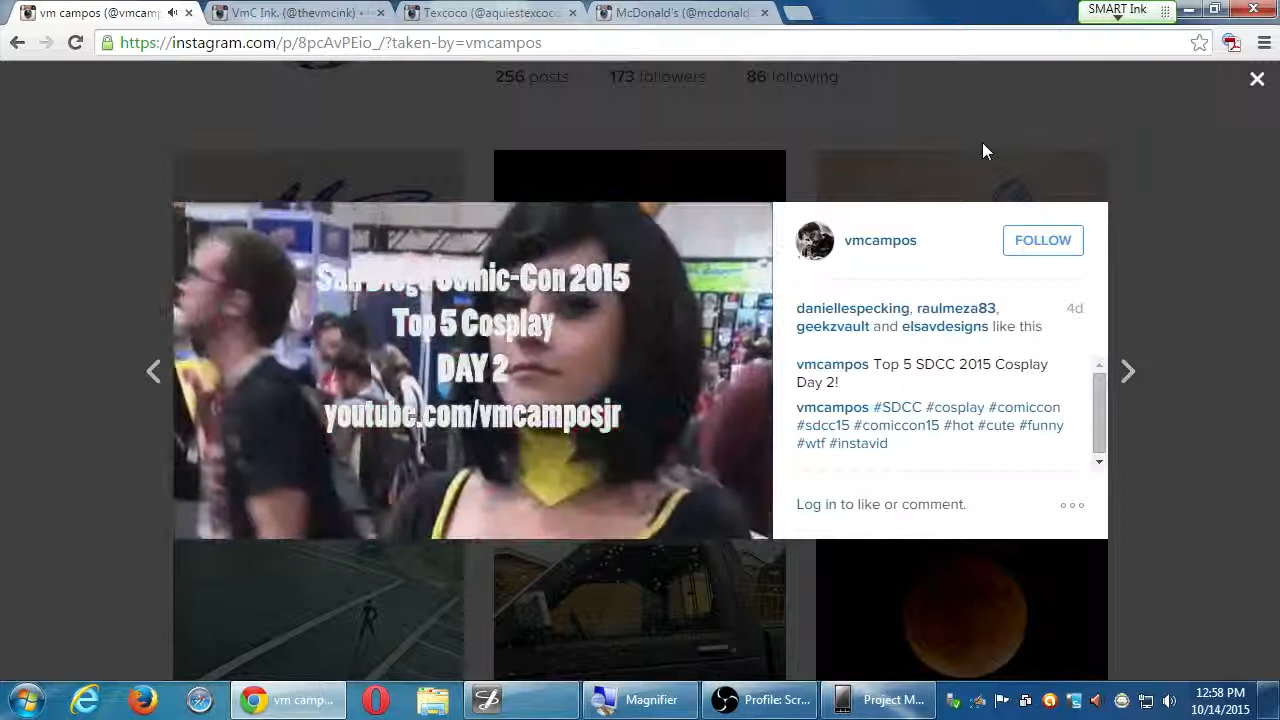 vm campos (@vmcamp
VmC Ink. (@thevmcink) •
Texcoco (@aquiestexcoco
McDonald's (@mcdonald
SMART Ink
https://instagram.com/p/8pcAvPEio_/?taken-by=vmcampos
256 posts 173 followers 86 following
San Diego Comic-Con 2015
Top 5 Cosplay
DAY 2
youtube.com/vmcamposjr
vmcampos
FOLLOW
daniellespecking, raulmeza83, 4d
geekzvault and elsavdesigns like this
vmcampos Top 5 SDCC 2015 Cosplay
Day 2!
vmcampos #SDCC #cosplay #comiccon
#sdcc15 #comiccon15 #hot #cute #funny
#wtf #instavid
Log in to like or comment.
vm camp...
Magnifier
Profile: Scr...
Project M...
12:58 PM
10/14/2015